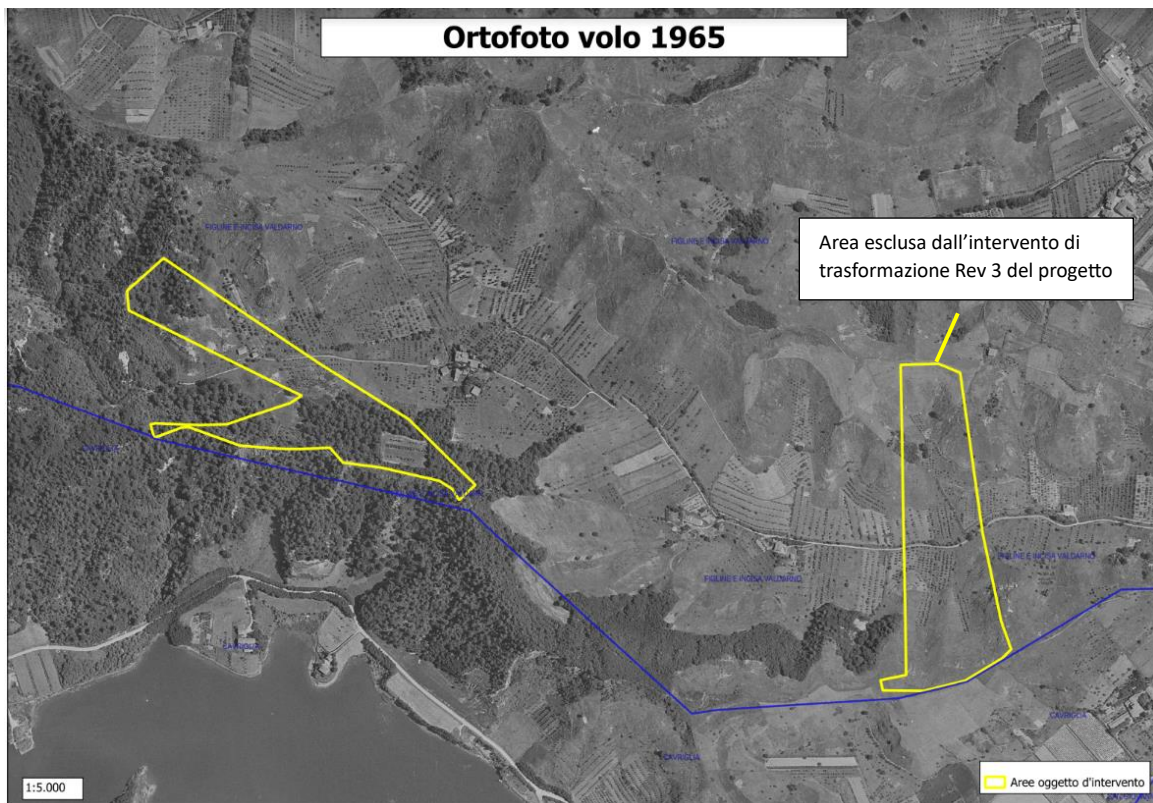 Ortofoto volo 1965
FIGLINE E INCISA VALDARNO
FIGLINE E INCISA VALDARNO
Area esclusa dall'intervento di
trasformazione Rev 3 del progetto
CAVRIGLIA
FIGLINE E INCISA VALDARNO
FIGLINE E INCISA VALDARNO
CAVRIGLIA
CAVRIGLIA
CAVRIGLIA
1:5.000
Aree oggetto d'intervento